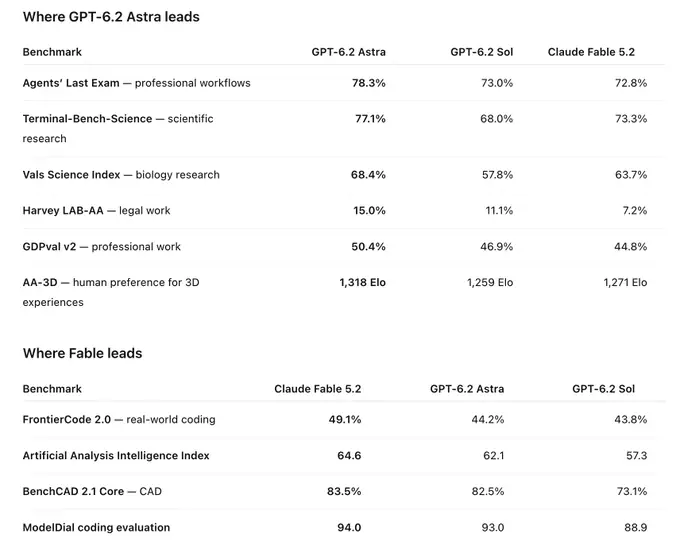 Where GPT-6.2 Astra leads
Benchmark GPT-6.2 Astra GPT-6.2 Sol Claude Fable 5.2
Agents’ Last Exam — professional workflows 78.3% 73.0% 72.8%
Terminal-Bench-Science — scientific 77.1% 68.0% 73.3%
research
Vals Science Index — biology research 68.4% 57.8% 63.7%
Harvey LAB-AA — legal work 15.0% 11.1% 7.2%
GDPval v2 — professional work 50.4% 46.9% 44.8%
AA-3D — human preference for 3D 1,318 Elo 1,259 Elo 1,271 Elo
experiences
Where Fable leads
Benchmark Claude Fable 5.2 GPT-6.2 Astra GPT-6.2 Sol
FrontierCode 2.0 — real-world coding 49.1% 44.2% 43.8%
Artificial Analysis Intelligence Index 64.6 62.1 57.3
BenchCAD 2.1 Core — CAD 83.5% 82.5% 73.1%
ModelDial coding evaluation 94.0 93.0 88.9